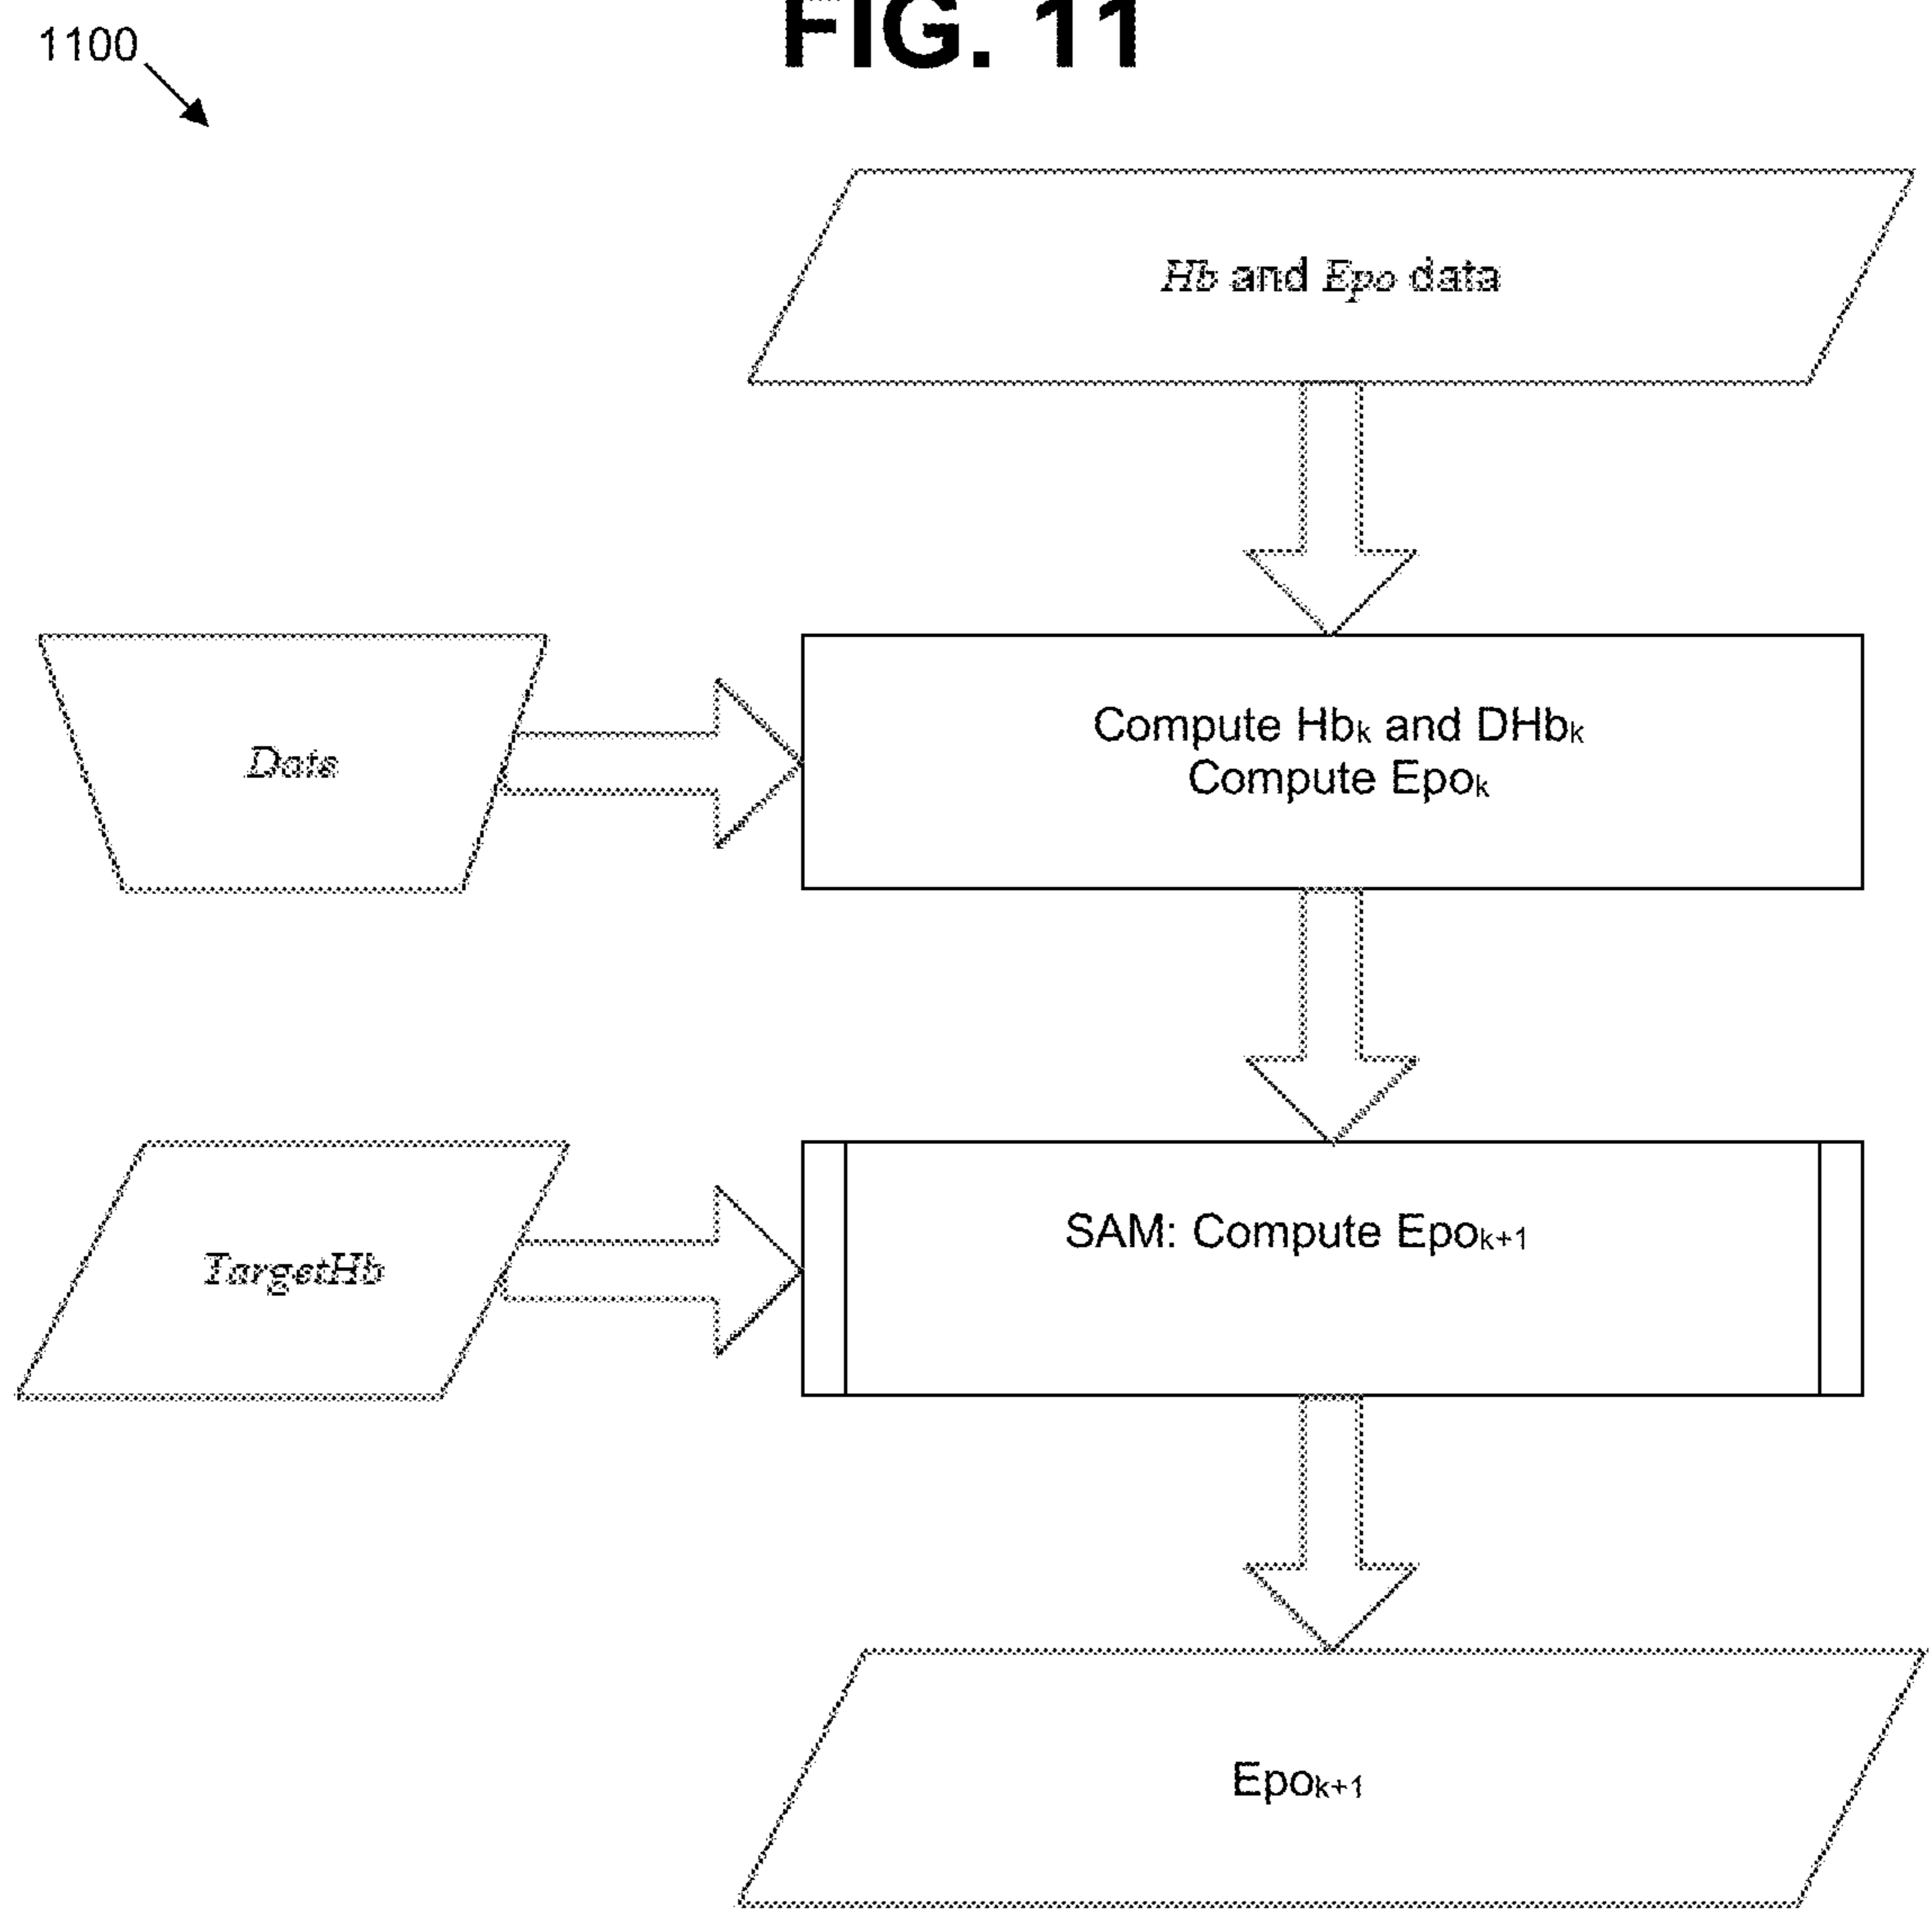 FIG. 11
1100
Hb and Epo data
Date
Compute Hbₖ and DHbₖ
Compute Epoₖ
TargetHb
SAM: Compute Epoₖ₊₁
Epoₖ₊₁